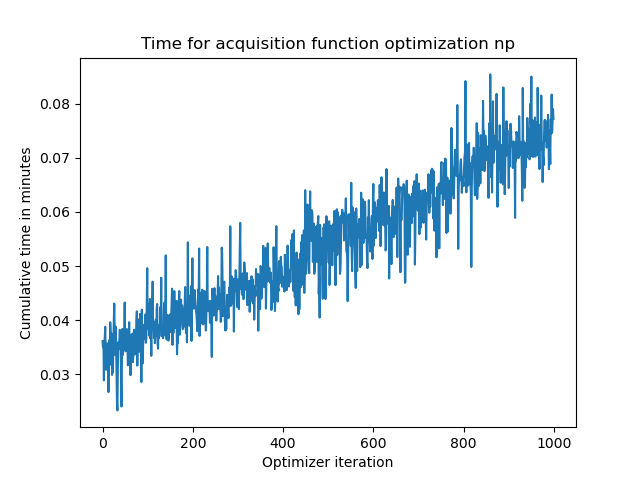 Time for acquisition function optimization np
Cumulative time in minutes
0.08
0.07
0.06
0.05
0.04
0.03
0 200 400 600 800 1000
Optimizer iteration